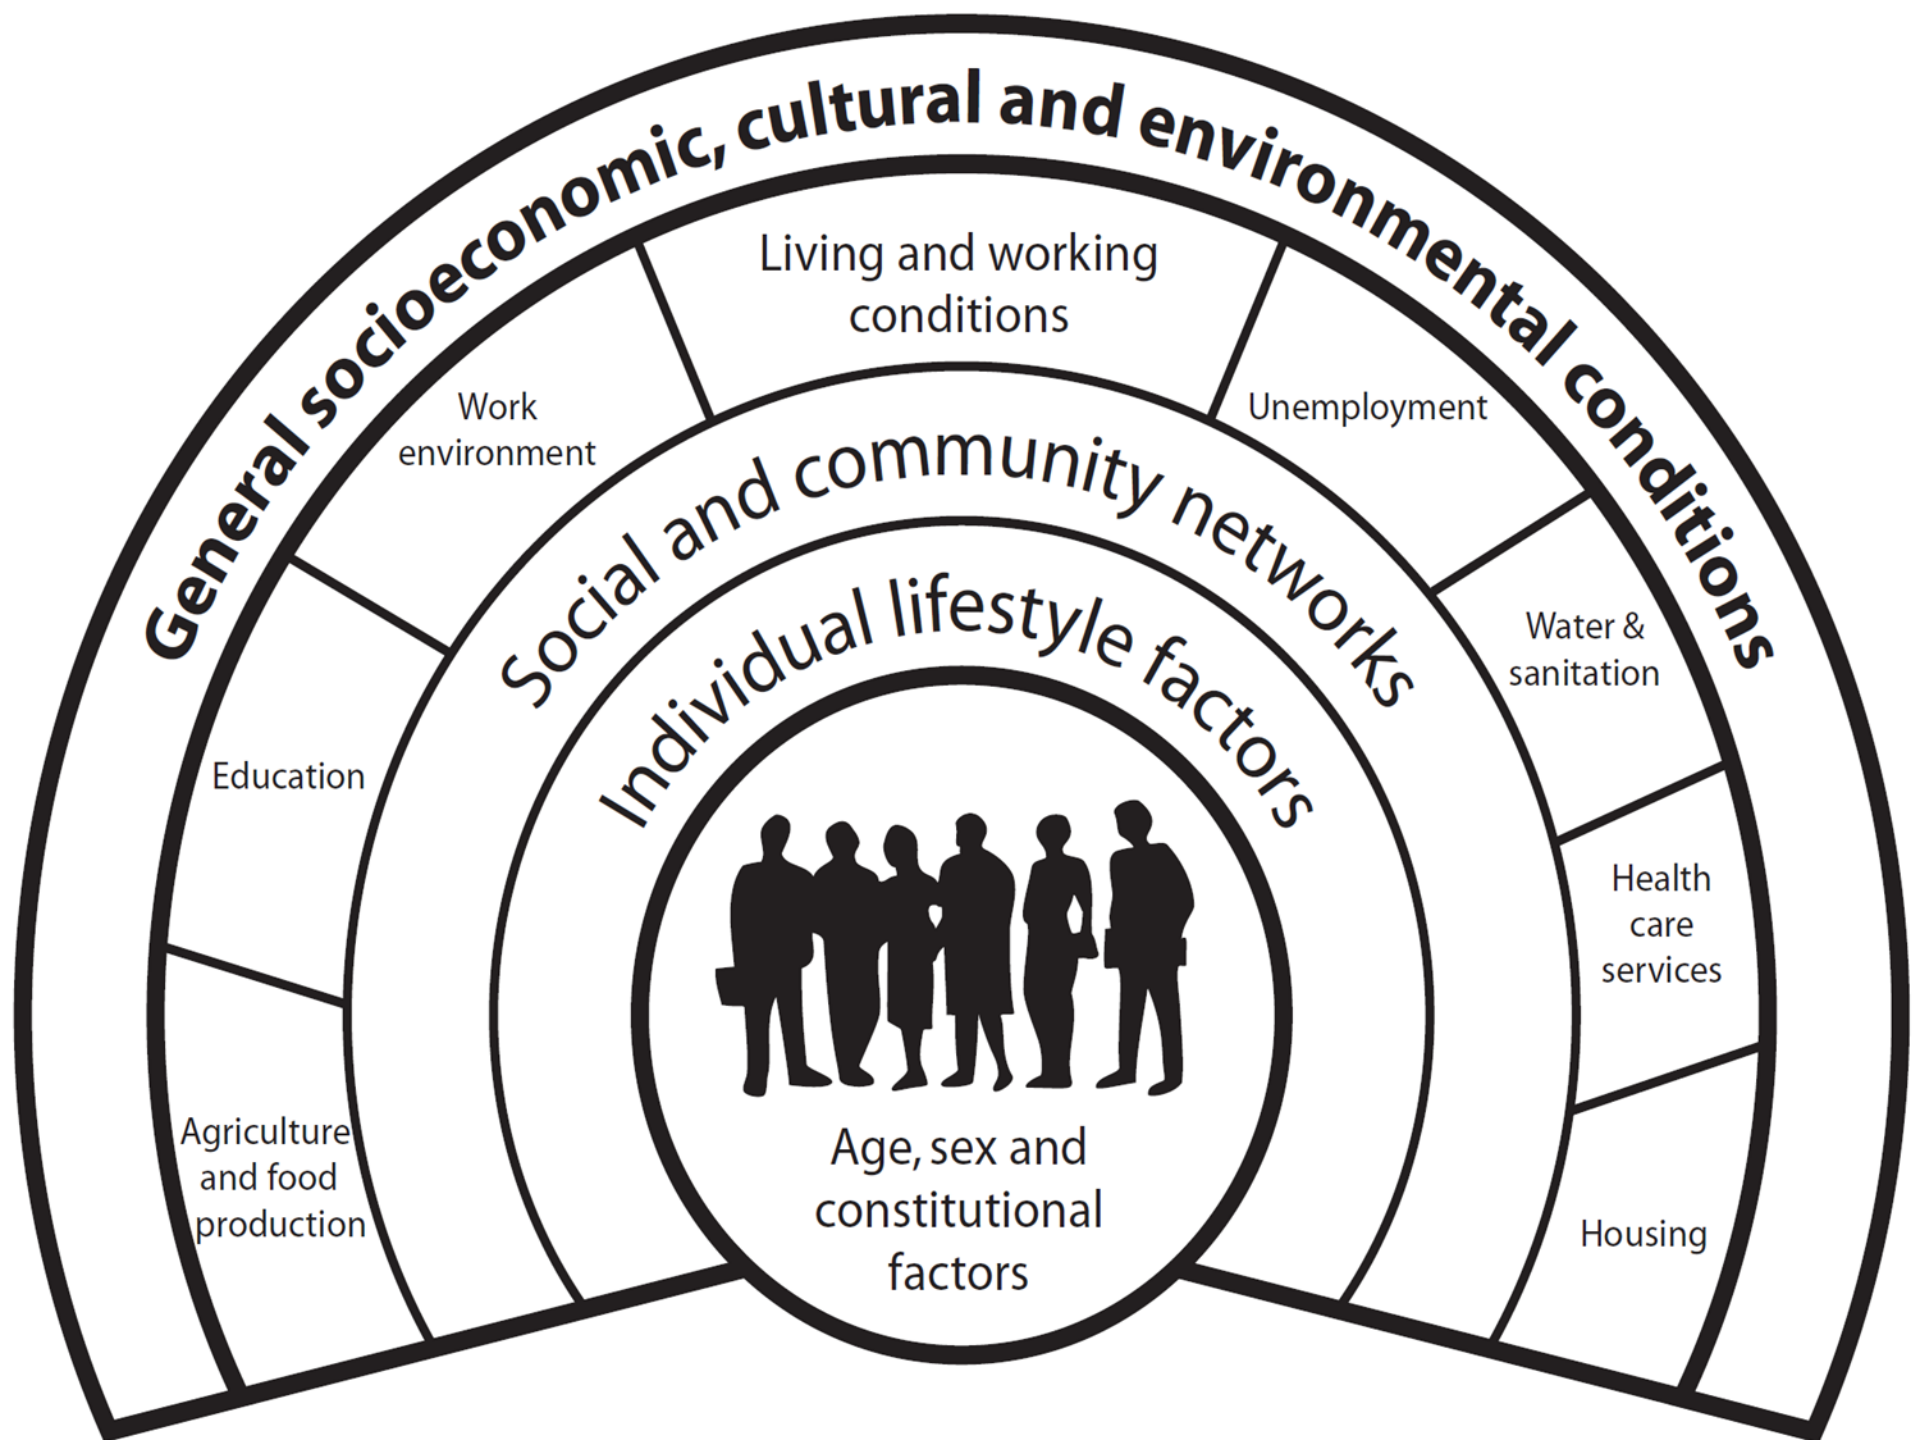 General socioeconomic, cultural and environmental conditions
Living and working
conditions
Work
environment
Unemployment
Education
Water &
sanitation
Agriculture
and food
production
Health
care
services
Housing
Social and community networks
Individual lifestyle factors
Age, sex and
constitutional
factors